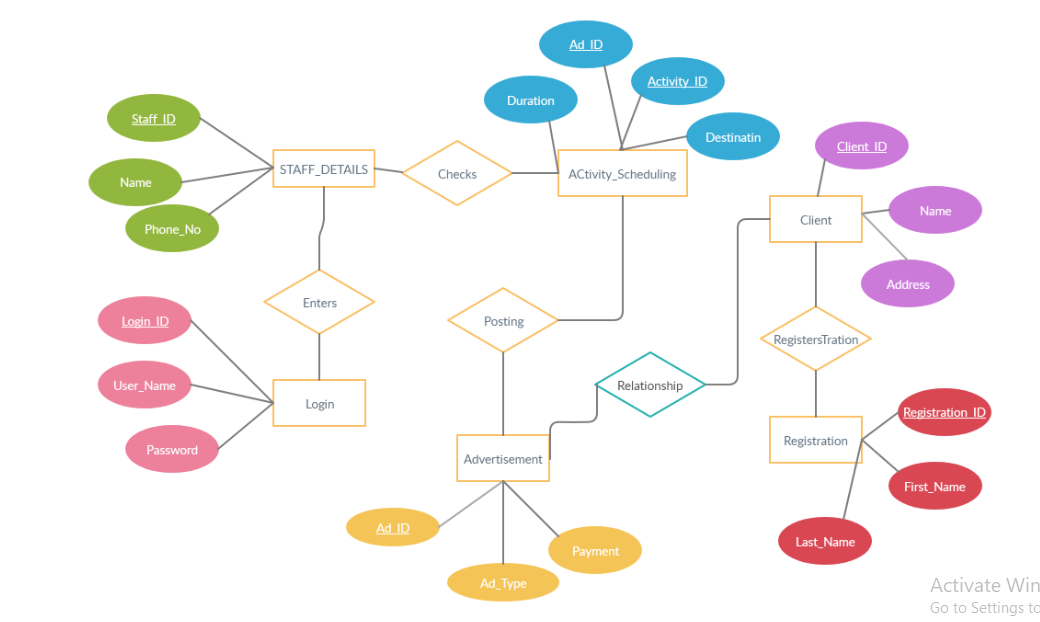 Ad_ID
Activity_ID
Duration
Destinatin
Staff_ID
Client_ID
STAFF_DETAILS
Checks
ACtivity_Scheduling
Name
Name
Client
Phone_No
Address
Enters
Login_ID
Posting
RegistersTration
User_Name
Relationship
Login
Registration_ID
Registration
Password
Advertisement
First_Name
Ad_ID
Last_Name
Payment
Ad_Type
Activate Win
Go to Settings to